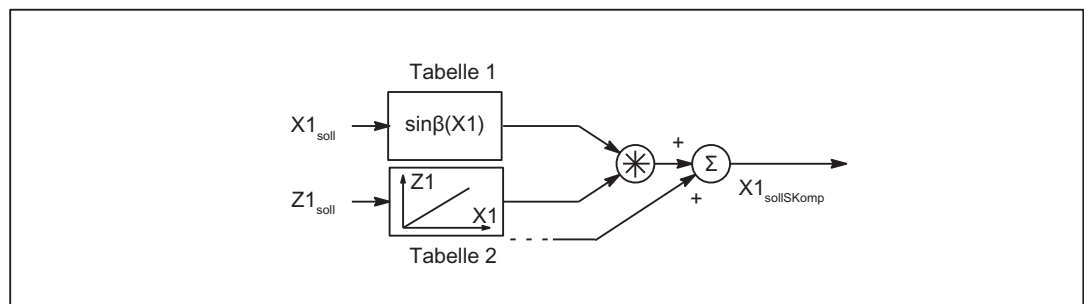 Tabelle 1
X1soll
sinβ(X1)
+
Σ
X1sollSKomp
Z1
Z1soll
X1
+
Tabelle 2